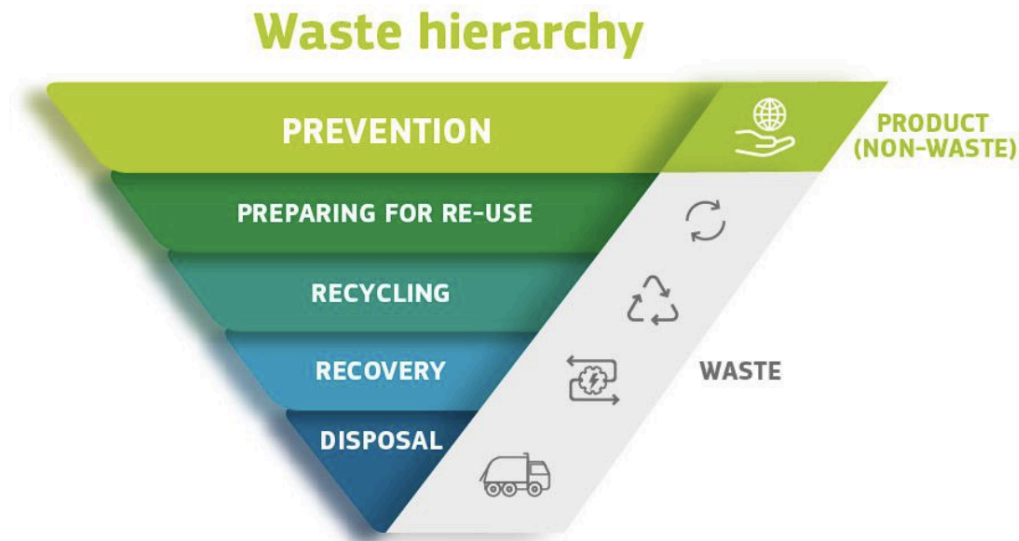 Waste hierarchy
PREVENTION
PRODUCT
(NON-WASTE)
PREPARING FOR RE-USE
RECYCLING
RECOVERY
WASTE
DISPOSAL